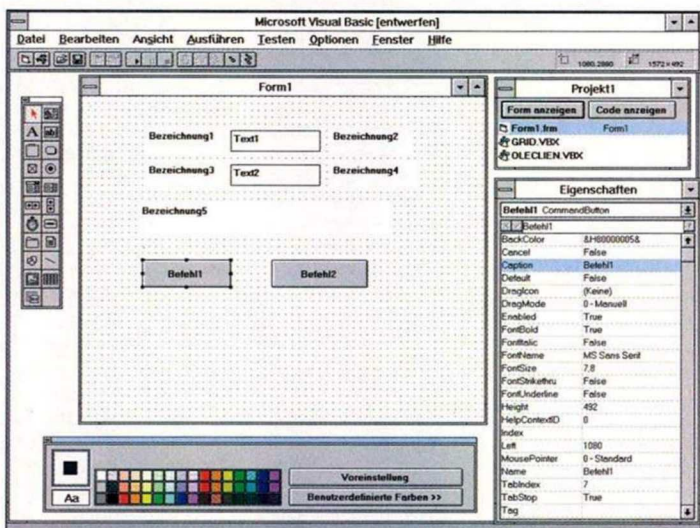 Microsoft Visual Basic [entwerfen]
Datei Bearbeiten Ansicht Ausführen Testen Optionen Fenster Hilfe
1080,2880 1572×492
Form1
Bezeichnung1 Text1 Bezeichnung2
Bezeichnung3 Text2 Bezeichnung4
Bezeichnung5
Befehl1 Befehl2
A ab
Projekt1
Form anzeigen Code anzeigen
Form1.frm Form1
GRID.VBX
OLECLIEN.VBX
Eigenschaften
Befehl1 CommandButton
Befehl1
BackColor &H80000005&
Cancel False
Caption Befehl1
Default False
DragIcon (Keine)
DragMode 0 - Manuell
Enabled True
FontBold True
FontItalic False
FontName MS Sans Serif
FontSize 7,8
FontStrikethru False
FontUnderline False
Height 492
HelpContextID 0
Index
Left 1080
MousePointer 0 - Standard
Name Befehl1
TabIndex 7
TabStop True
Tag
Aa
Voreinstellung
Benutzerdefinierte Farben >>